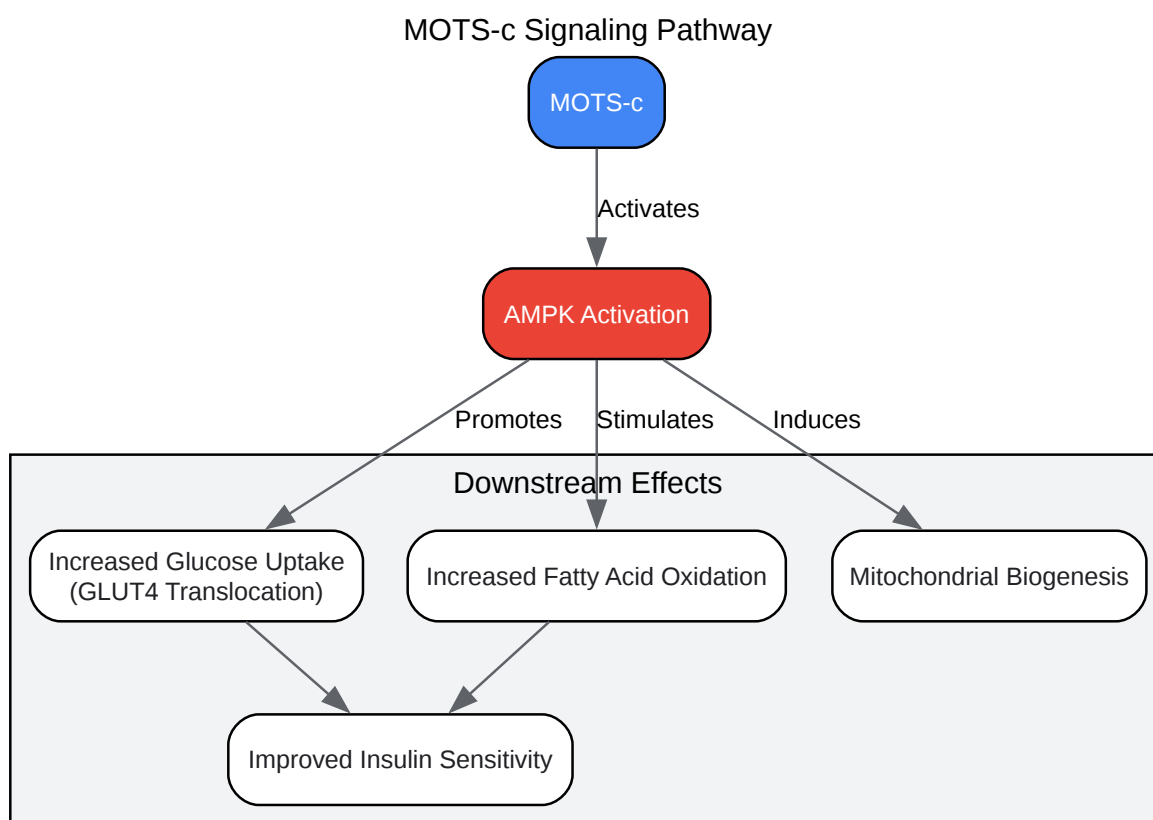 MOTS-c Signaling Pathway
MOTS-c
Activates
AMPK Activation
Promotes
Stimulates
Induces
Downstream Effects
Increased Glucose Uptake
(GLUT4 Translocation)
Increased Fatty Acid Oxidation
Mitochondrial Biogenesis
Improved Insulin Sensitivity